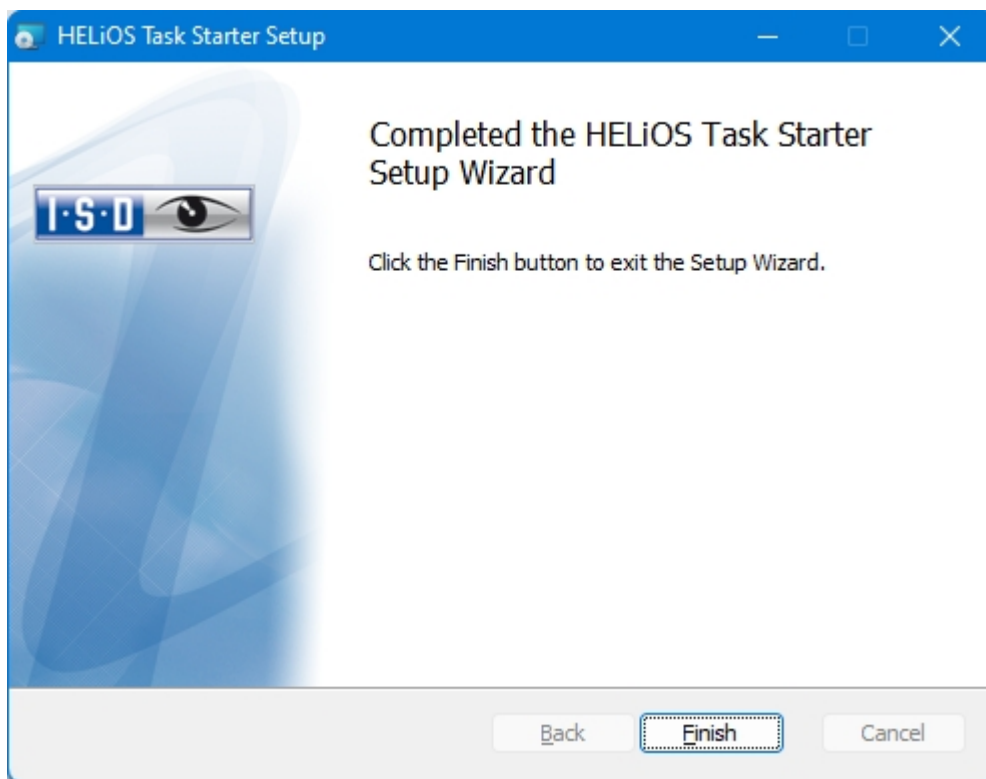 HELiOS Task Starter Setup
Completed the HELiOS Task Starter
Setup Wizard
I·S·D
Click the Finish button to exit the Setup Wizard.
Back
Finish
Cancel